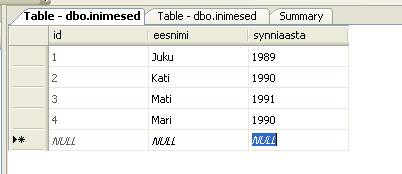 Table - dbo.inimesed Table - dbo.inimesed Summary
id eesnimi synniaasta
1 Juku 1989
2 Kati 1990
3 Mati 1991
4 Mari 1990
NULL NULL NULL